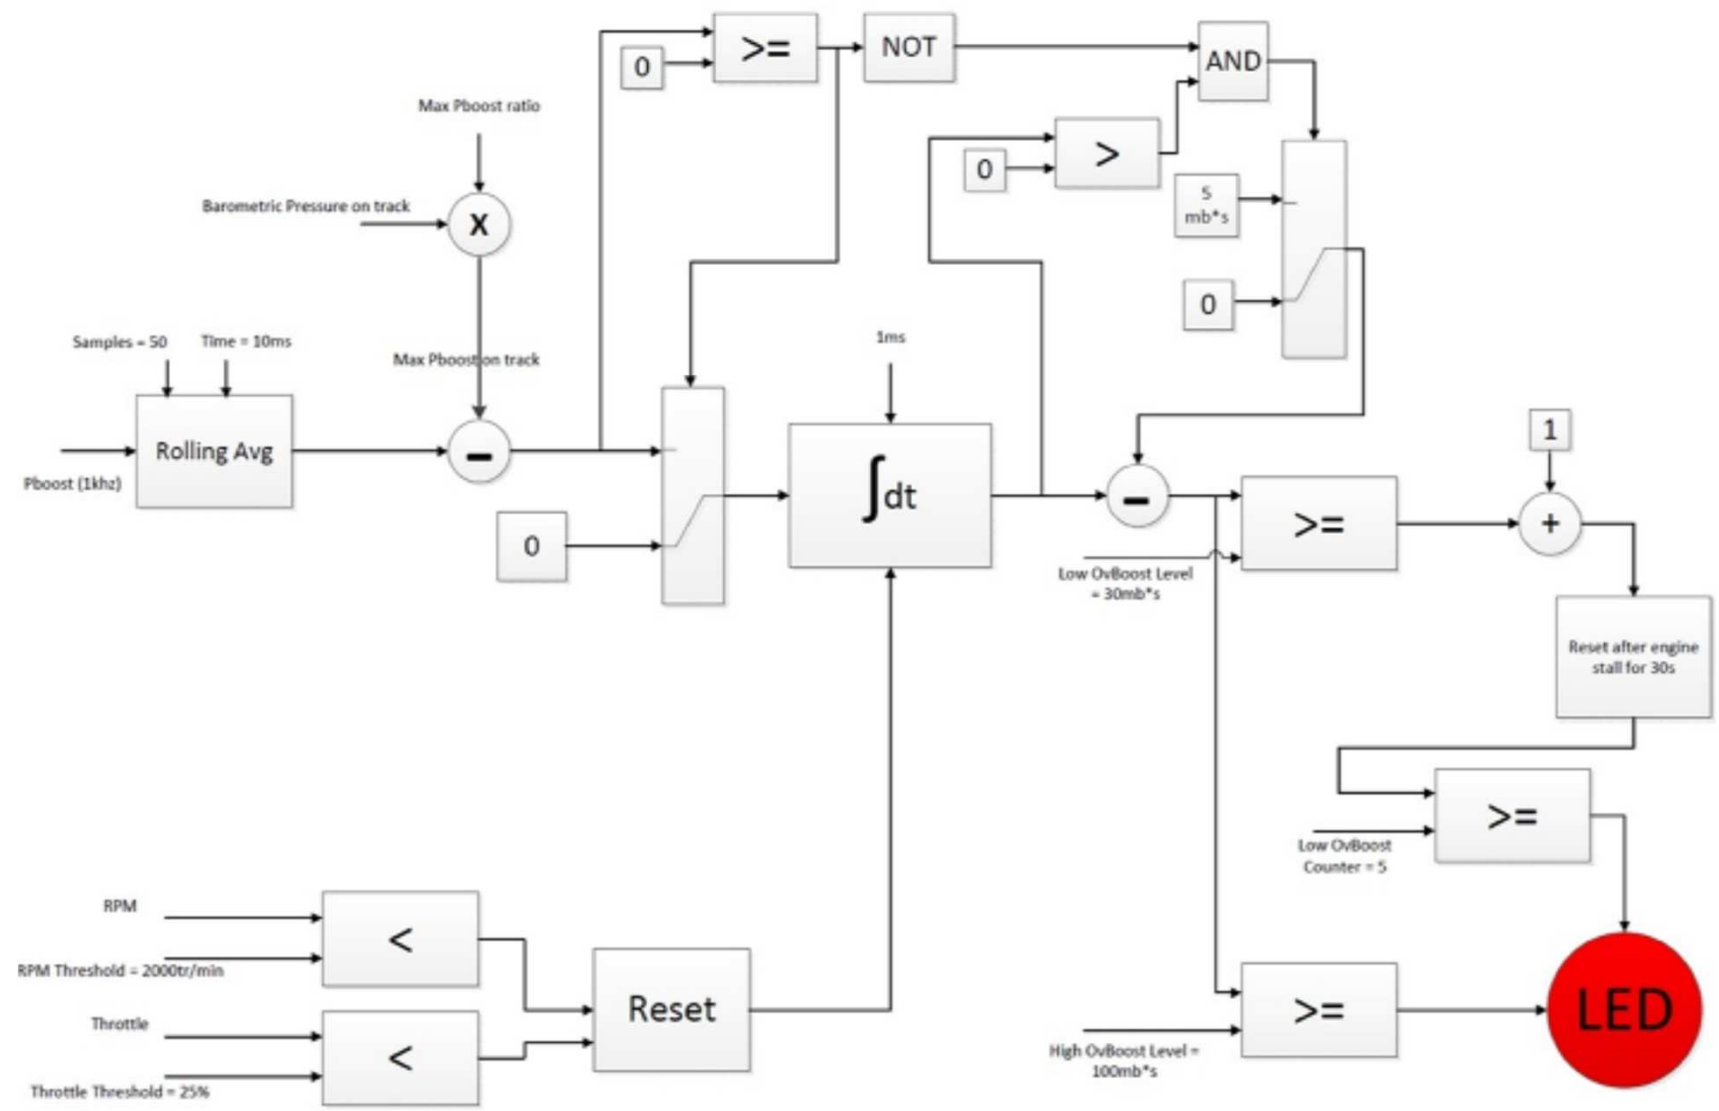 >=
NOT
AND
0
Max Pboost ratio
>
0
5
mb*s
Barometric Pressure on track
X
0
Samples = 50
Time = 10ms
1ms
Max Pboost on track
1
Rolling Avg
-
Pboost (1khz)
∫dt
-
>=
+
0
Low OvBoost Level
= 30mb*s
Reset after engine
stall for 30s
>=
Low OvBoost
Counter = 5
RPM
<
RPM Threshold = 2000tr/min
Reset
>=
LED
Throttle
<
High OvBoost Level =
100mb*s
Throttle Threshold = 25%